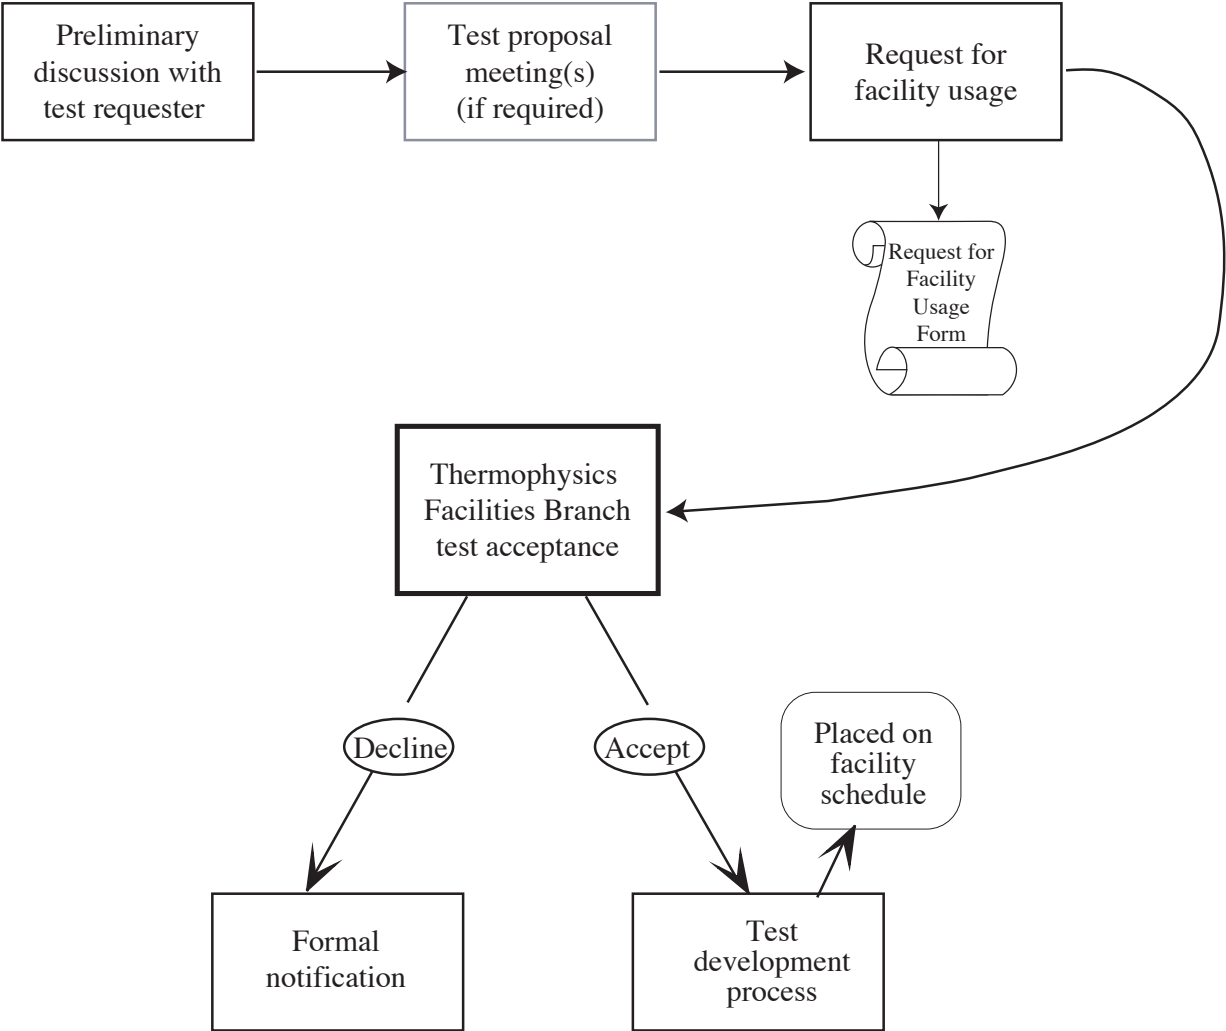 Preliminary
discussion with
test requester
Test proposal
meeting(s)
(if required)
Request for
facility usage
Request for
Facility
Usage
Form
Thermophysics
Facilities Branch
test acceptance
Decline
Accept
Placed on
facility
schedule
Formal
notification
Test
development
process